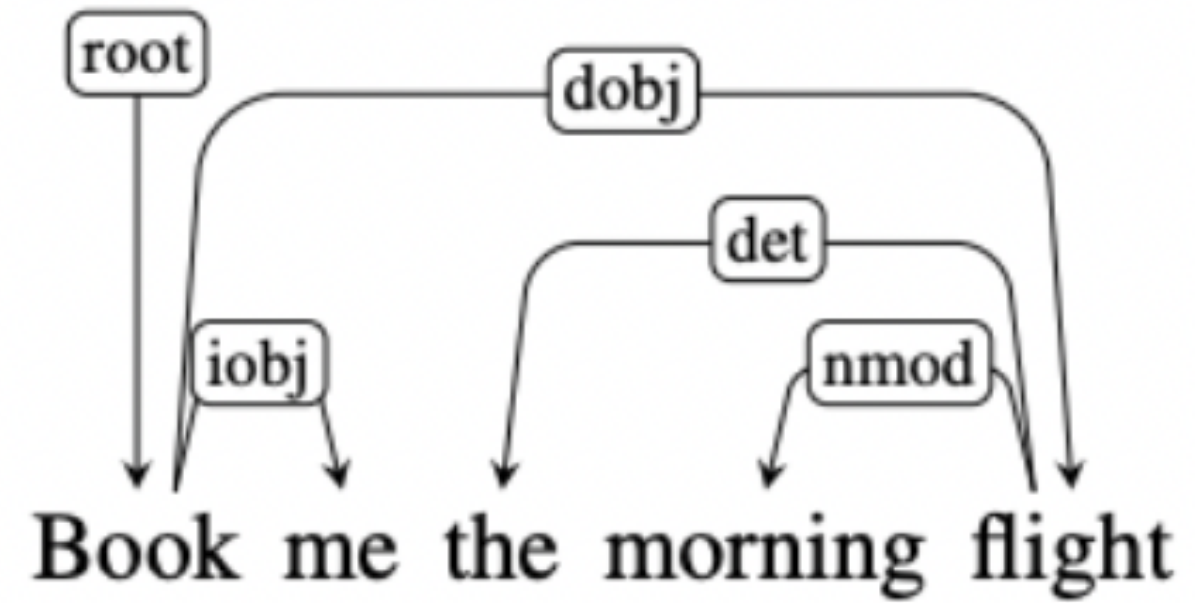 root
dobj
det
iobj
nmod
Book me the morning flight